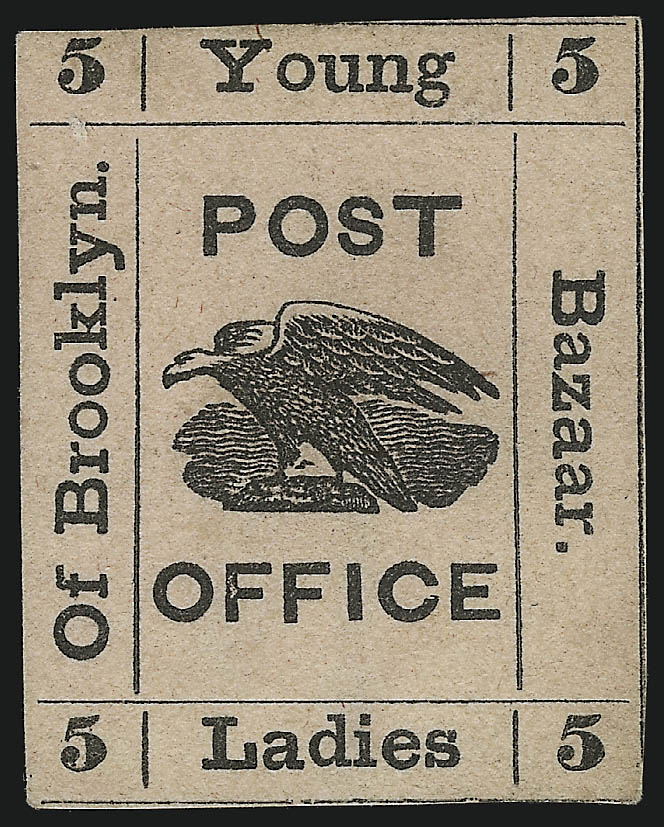 5 Young 5
Of Brooklyn.
POST
OFFICE
Bazaar.
5 Ladies 5